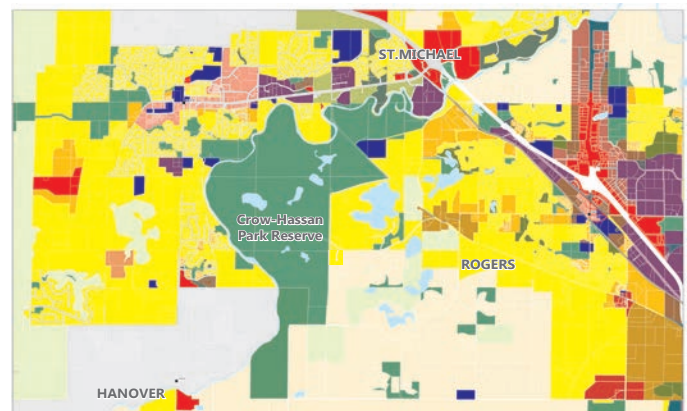 ST.MICHAEL
Crow-Hassan
Park Reserve
ROGERS
HANOVER